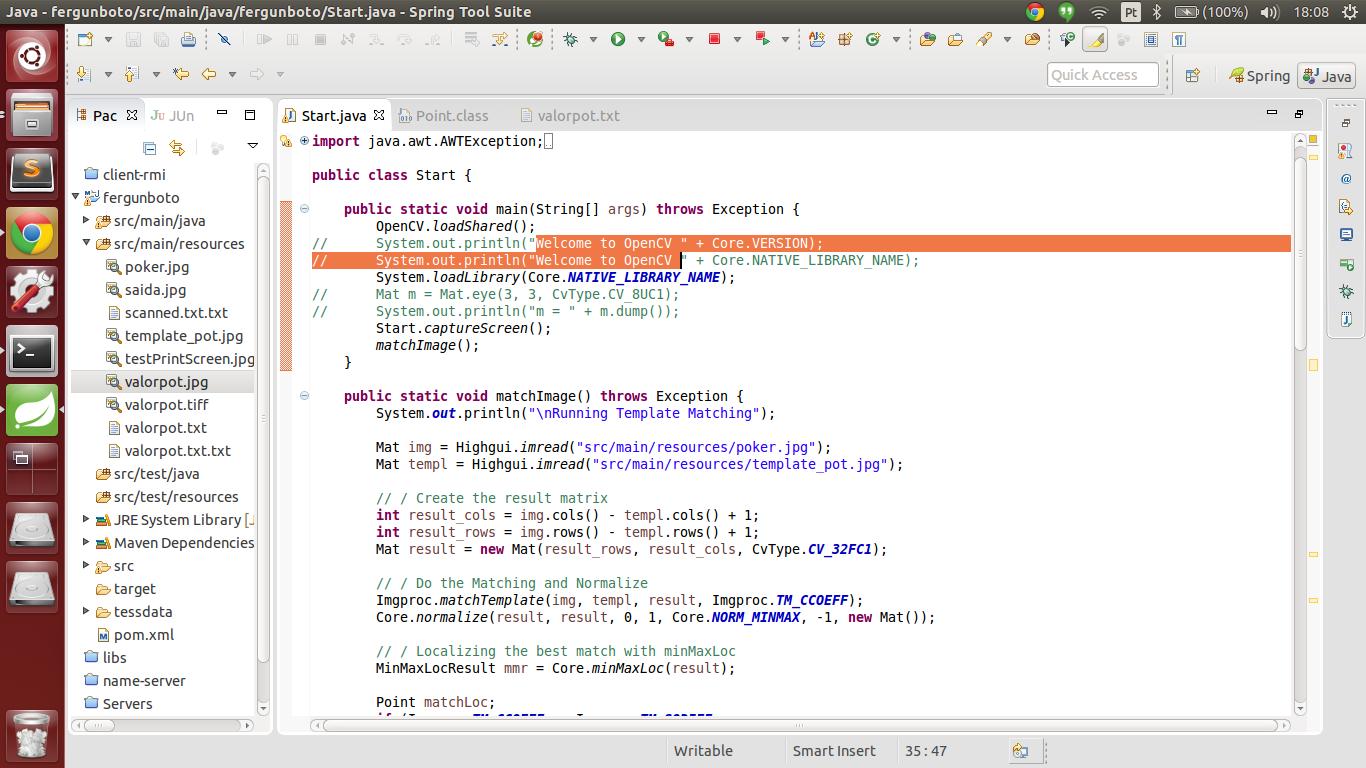 Java - fergunboto/src/main/java/fergunboto/Start.java - Spring Tool Suite
Pt
(100%)
18:08
Quick Access
Spring
Java
Pac
JUn
Start.java
Point.class
valorpot.txt
client-rmi
fergunboto
src/main/java
src/main/resources
poker.jpg
saida.jpg
scanned.txt.txt
template_pot.jpg
testPrintScreen.jpg
valorpot.jpg
valorpot.tiff
valorpot.txt
valorpot.txt.txt
src/test/java
src/test/resources
JRE System Library [J
Maven Dependencies
src
target
tessdata
pom.xml
libs
name-server
Servers
import java.awt.AWTException;
public class Start {
public static void main(String[] args) throws Exception {
OpenCV.loadShared();
// System.out.println("Welcome to OpenCV " + Core.VERSION);
// System.out.println("Welcome to OpenCV " + Core.NATIVE_LIBRARY_NAME);
System.loadLibrary(Core.NATIVE_LIBRARY_NAME);
// Mat m = Mat.eye(3, 3, CvType.CV_8UC1);
// System.out.println("m = " + m.dump());
Start.captureScreen();
matchImage();
}
public static void matchImage() throws Exception {
System.out.println("\nRunning Template Matching");
Mat img = Highgui.imread("src/main/resources/poker.jpg");
Mat templ = Highgui.imread("src/main/resources/template_pot.jpg");
// / Create the result matrix
int result_cols = img.cols() - templ.cols() + 1;
int result_rows = img.rows() - templ.rows() + 1;
Mat result = new Mat(result_rows, result_cols, CvType.CV_32FC1);
// / Do the Matching and Normalize
Imgproc.matchTemplate(img, templ, result, Imgproc.TM_CCOEFF);
Core.normalize(result, result, 0, 1, Core.NORM_MINMAX, -1, new Mat());
// / Localizing the best match with minMaxLoc
MinMaxLocResult mmr = Core.minMaxLoc(result);
Point matchLoc;
Writable
Smart Insert
35 : 47